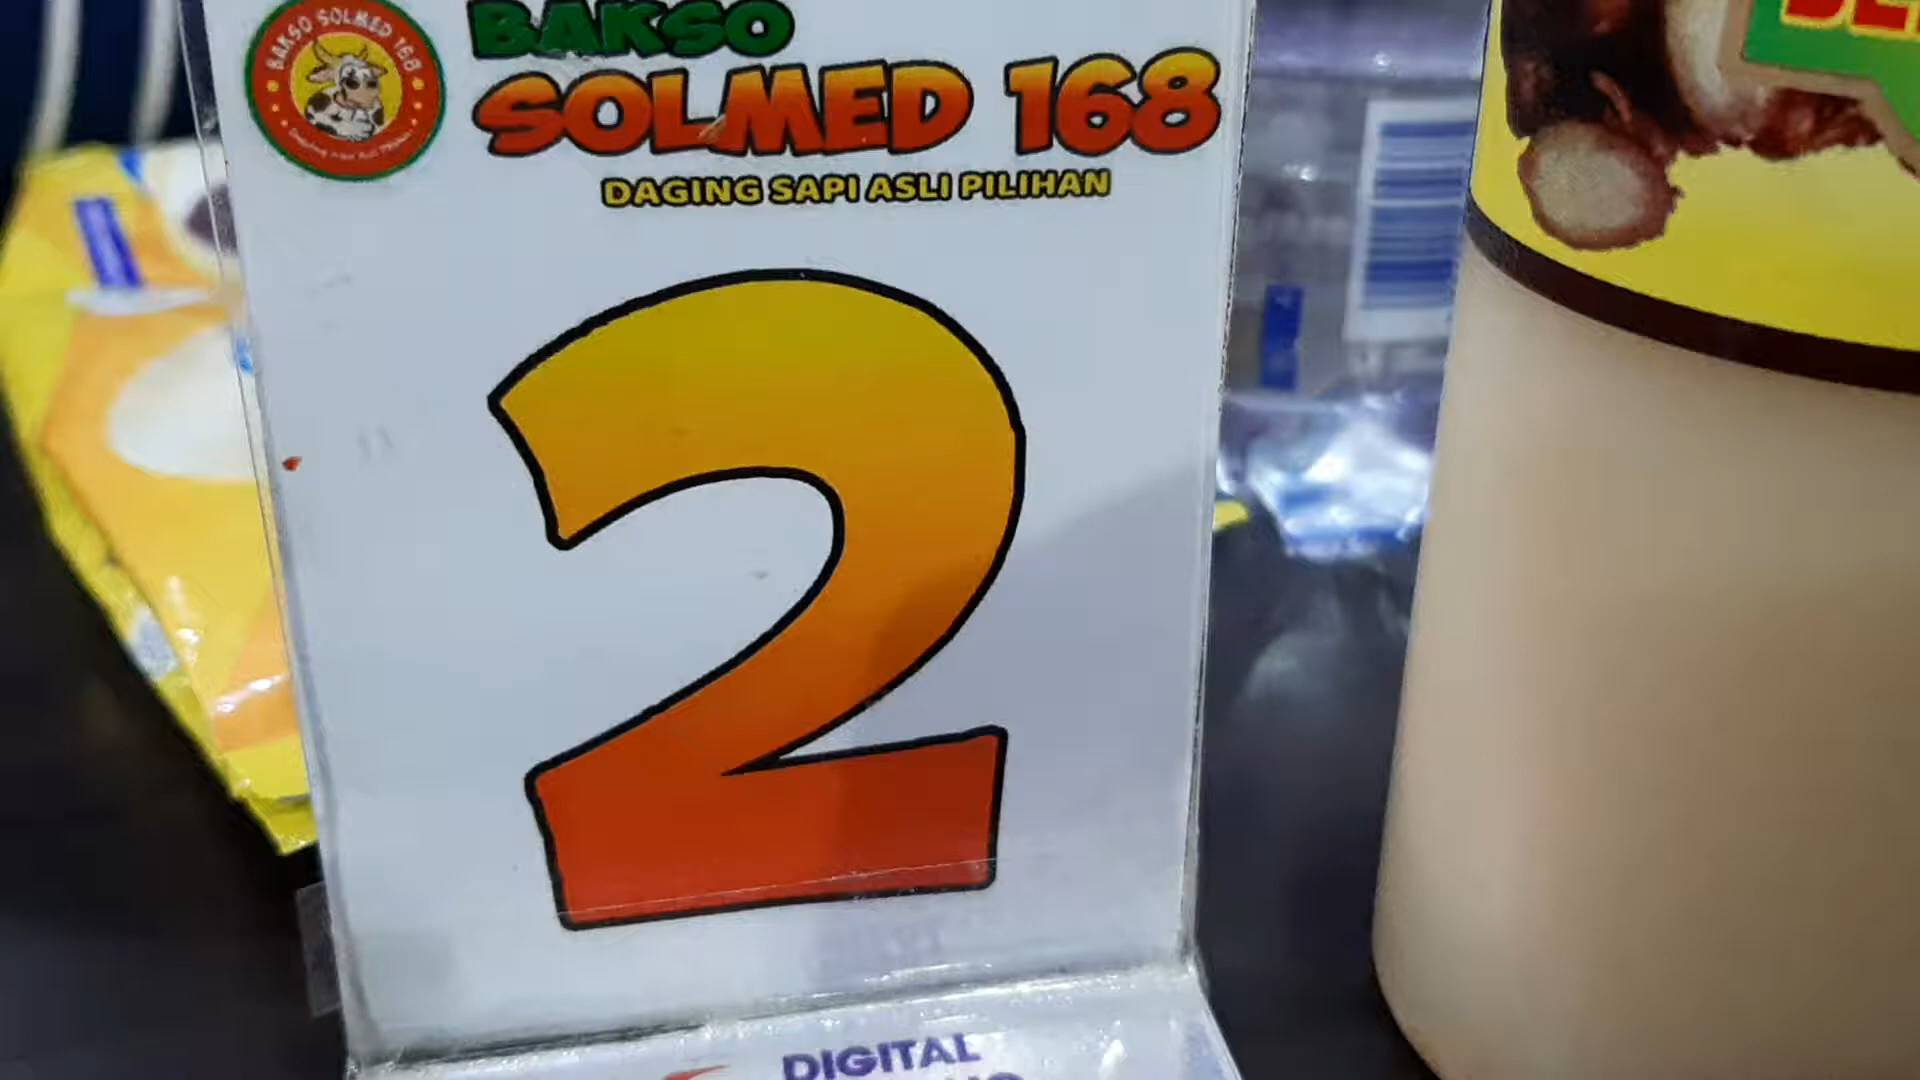 BAKSO SOLMED 168
BAKSO
SOLMED 168
DAGING SAPI ASLI PILIHAN
2
DIGITAL